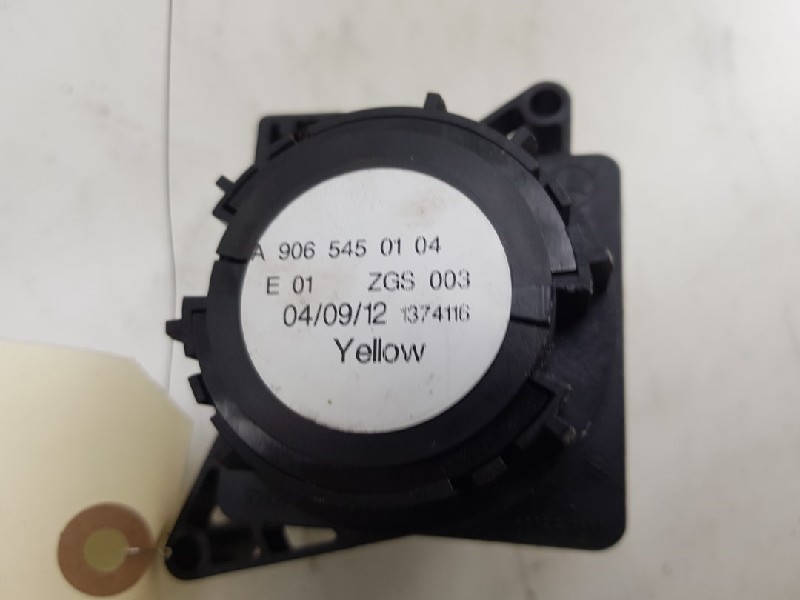 A 906 545 01 04
E 01 ZGS 003
04/09/12 1374116
Yellow